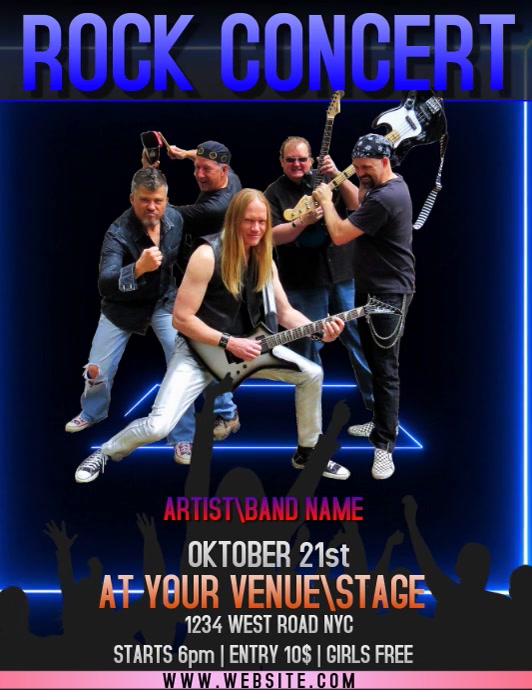 ROCK CONCERT
ARTIST\BAND NAME
OKTOBER 21st
AT YOUR VENUE\STAGE
1234 WEST ROAD NYC
STARTS 6pm | ENTRY 10$ | GIRLS FREE
WWW.WEBSITE.COM